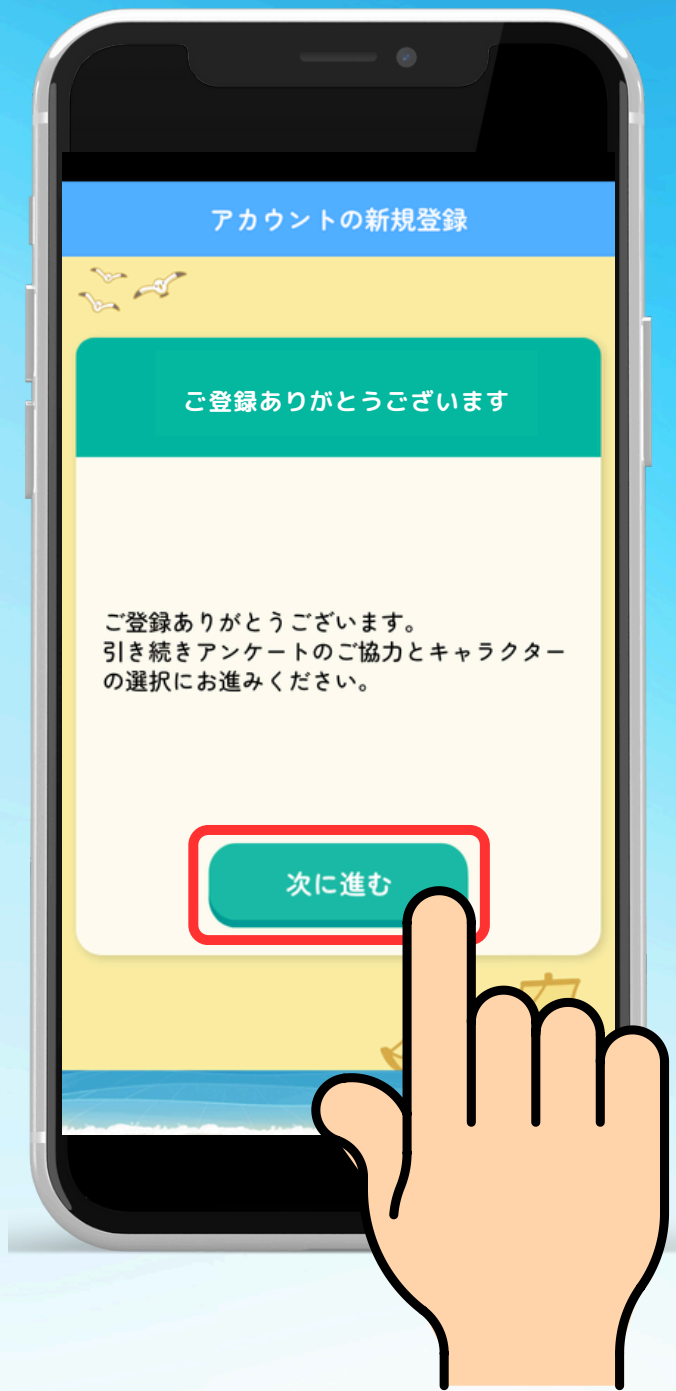 アカウントの新規登録
ご登録ありがとうございます
ご登録ありがとうございます。
引き続きアンケートのご協力とキャラクター
の選択にお進みください。
次に進む